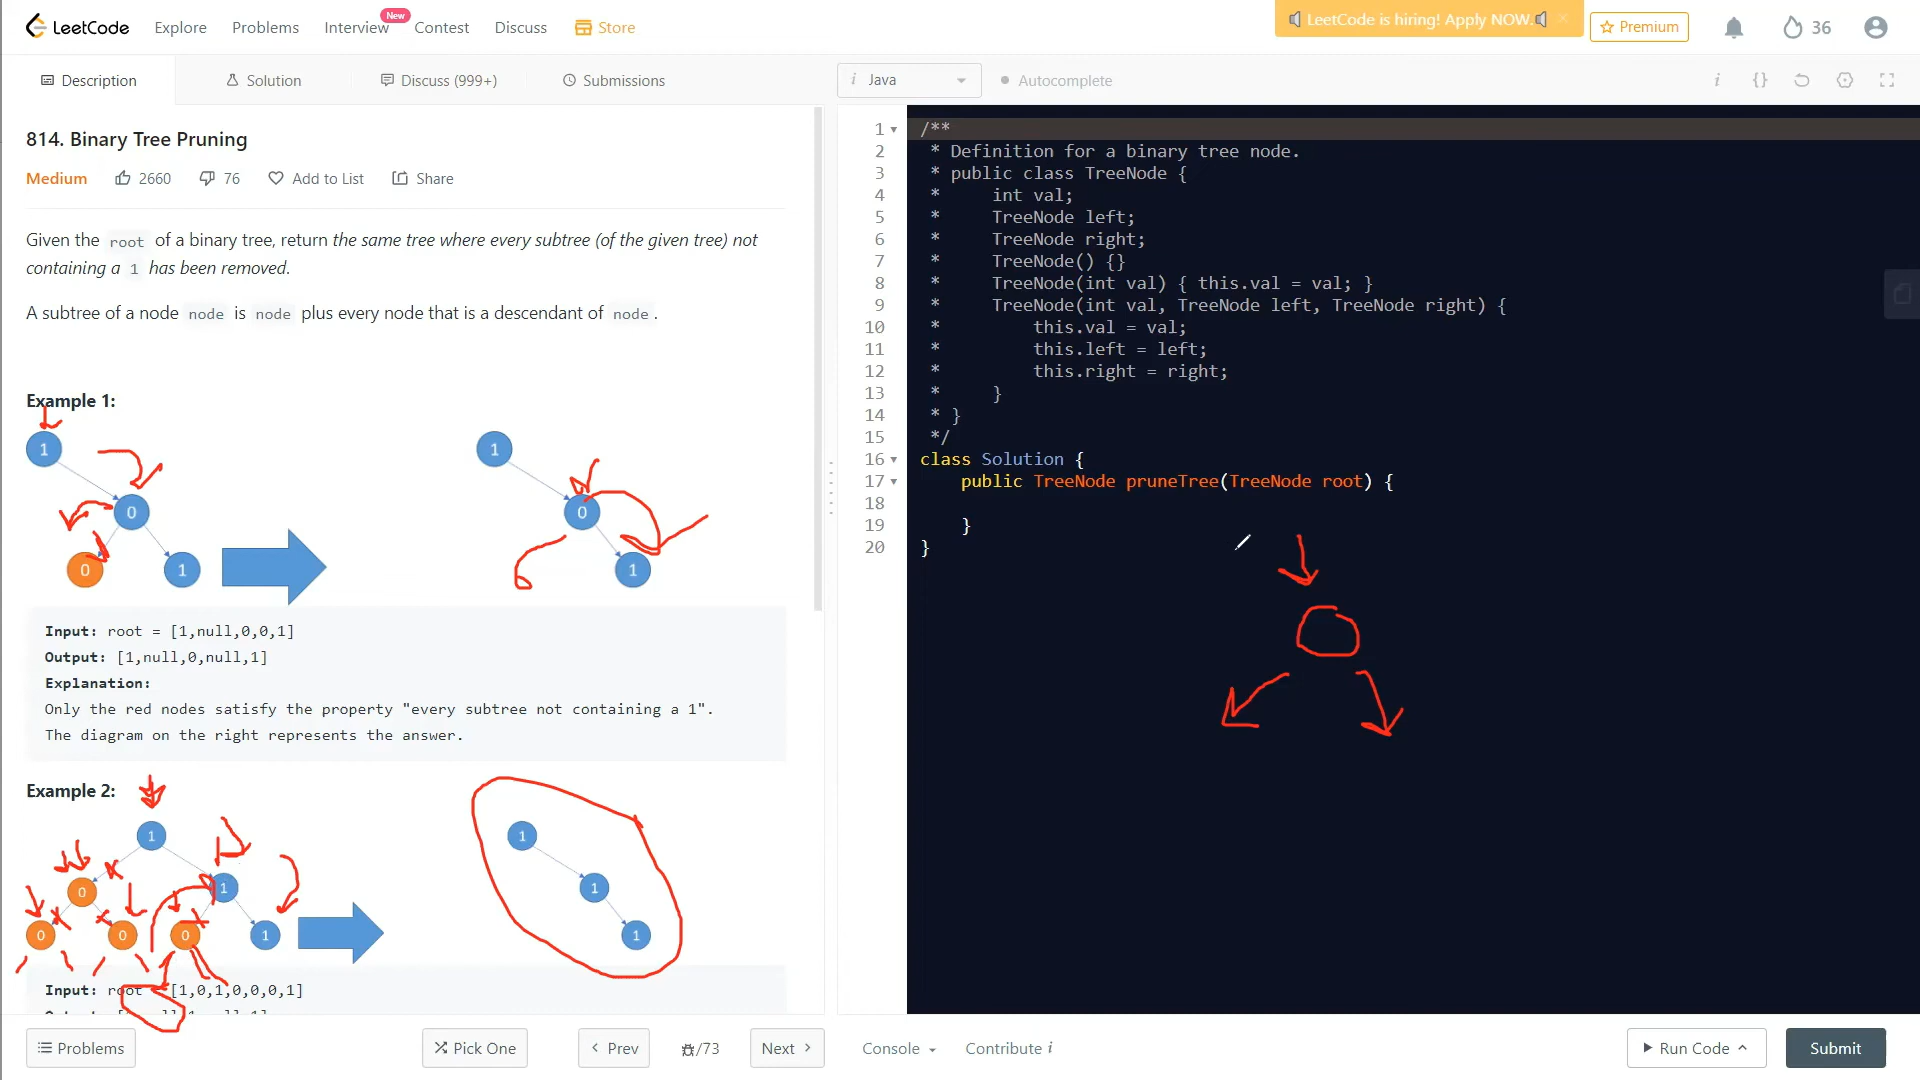 LeetCode Explore Problems Interview New Contest Discuss Store LeetCode is hiring! Apply NOW. Premium 36
Description Solution Discuss (999+) Submissions
i Java Autocomplete
814. Binary Tree Pruning
Medium 2660 76 Add to List Share
Given the root of a binary tree, return the same tree where every subtree (of the given tree) not
containing a 1 has been removed.
A subtree of a node node is node plus every node that is a descendant of node .
Example 1:
1
0
0 1
1
0
1
Input: root = [1,null,0,0,1]
Output: [1,null,0,null,1]
Explanation:
Only the red nodes satisfy the property "every subtree not containing a 1".
The diagram on the right represents the answer.
Example 2:
1
0 1
0 0 0 1
1
1
1
Input: root = [1,0,1,0,0,0,1]
1 /**
2 * Definition for a binary tree node.
3 * public class TreeNode {
4 * int val;
5 * TreeNode left;
6 * TreeNode right;
7 * TreeNode() {}
8 * TreeNode(int val) { this.val = val; }
9 * TreeNode(int val, TreeNode left, TreeNode right) {
10 * this.val = val;
11 * this.left = left;
12 * this.right = right;
13 * }
14 * }
15 */
16 class Solution {
17 public TreeNode pruneTree(TreeNode root) {
18
19 }
20 }
Problems Pick One Prev /73 Next Console Contribute i Run Code Submit